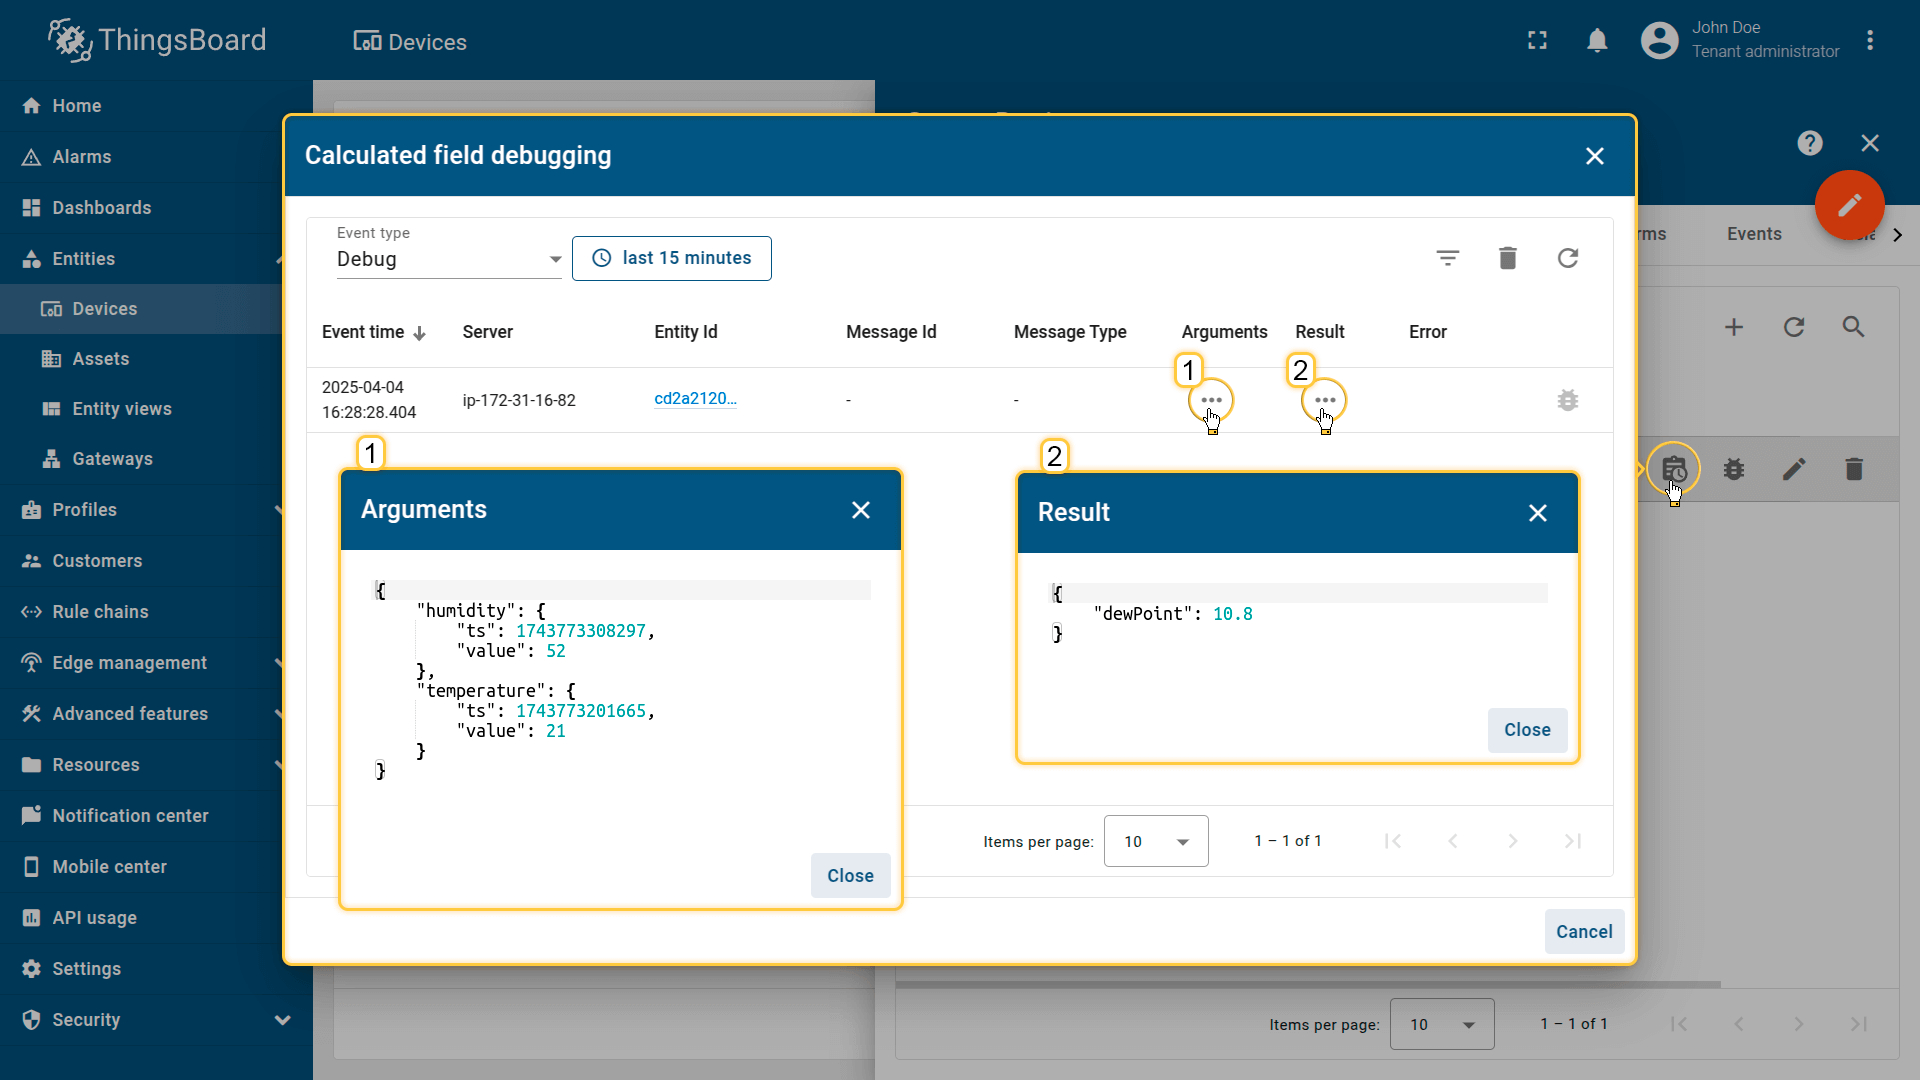 ThingsBoard
Devices
John Doe
Tenant administrator
Home
Alarms
Dashboards
Entities
Devices
Assets
Entity views
Gateways
Profiles
Customers
Rule chains
Edge management
Advanced features
Resources
Notification center
Mobile center
API usage
Settings
Security
Calculated field debugging
Event type
Debug
last 15 minutes
Event time Server Entity Id Message Id Message Type Arguments Result Error
1 2
2025-04-04
16:28:28.404
ip-172-31-16-82 cd2a2120... - -
1
Arguments
{
"humidity": {
"ts": 1743773308297,
"value": 52
},
"temperature": {
"ts": 1743773201665,
"value": 21
}
}
Close
2
Result
{
"dewPoint": 10.8
}
Close
Items per page: 10 1 – 1 of 1
Cancel
Events
Items per page: 10 1 – 1 of 1